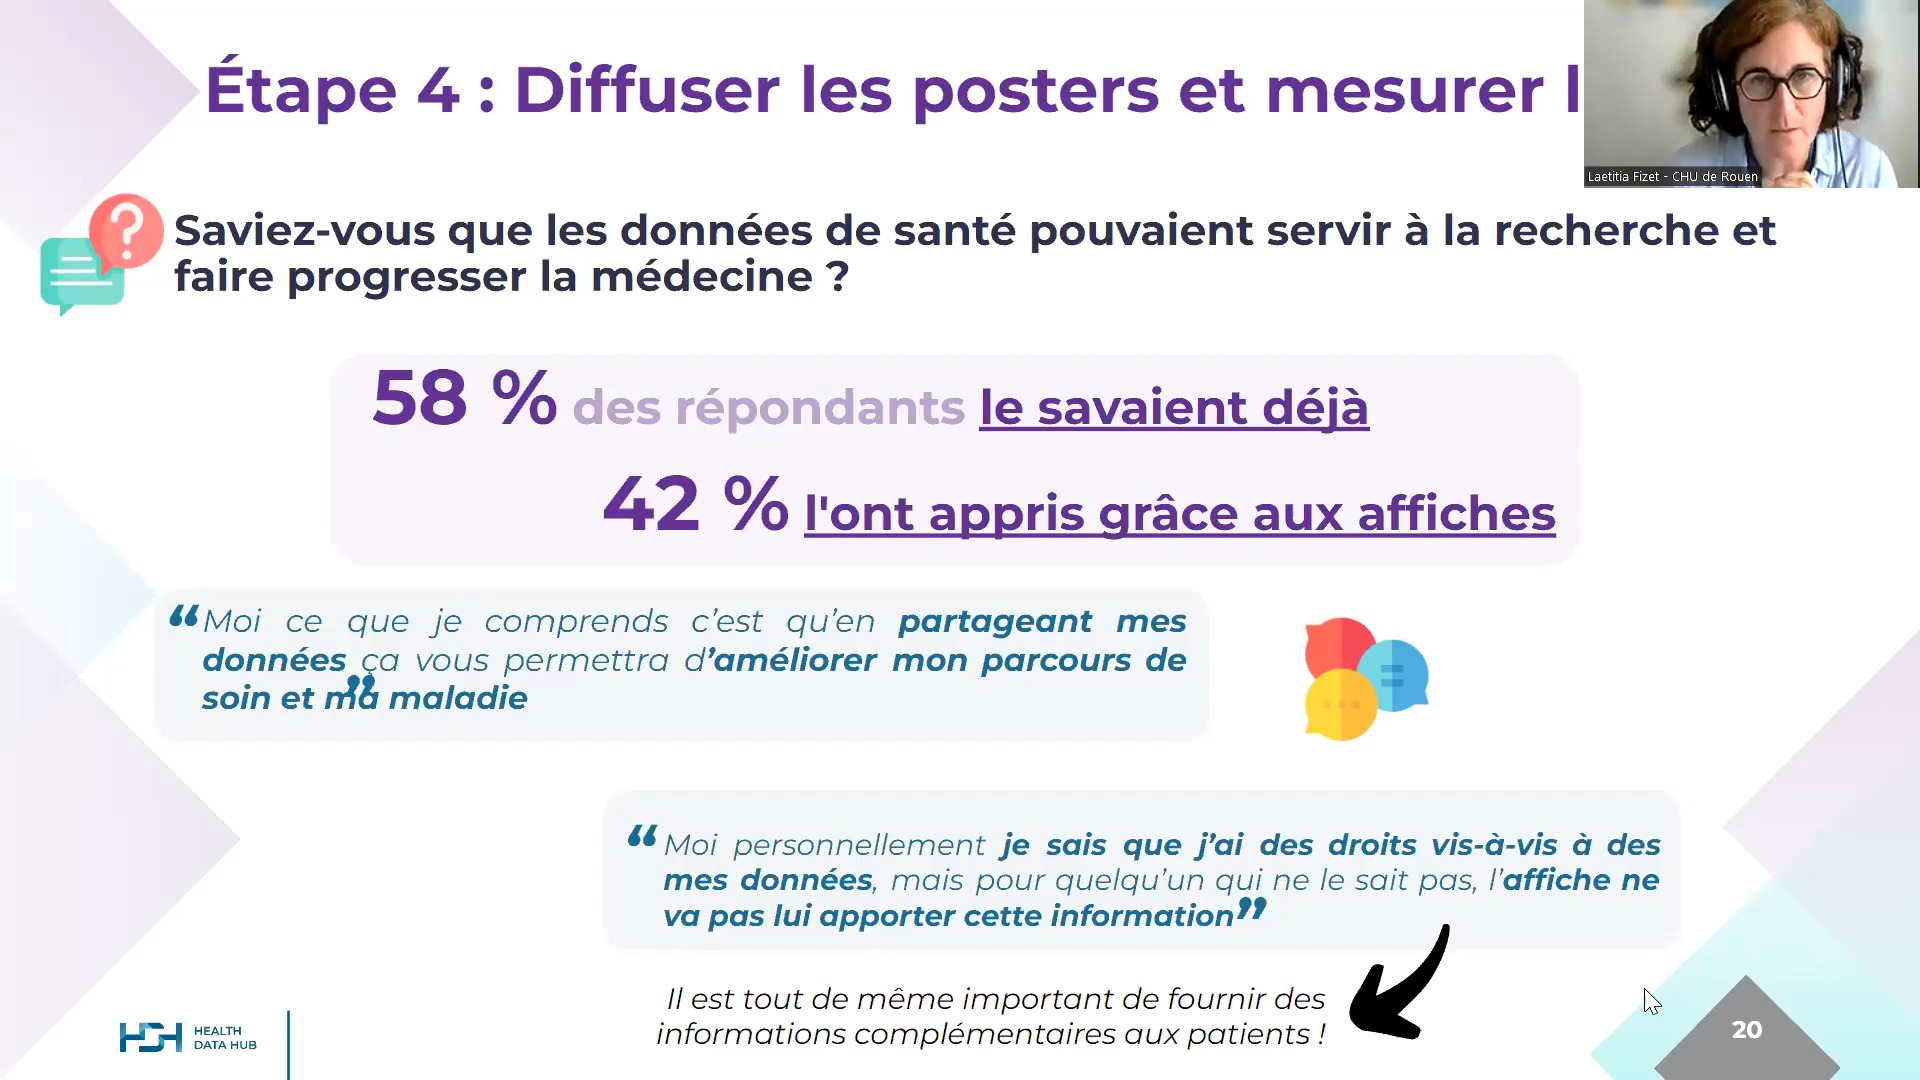 Étape 4 : Diffuser les posters et mesurer l
Laetitia Fizet - CHU de Rouen
?
Saviez-vous que les données de santé pouvaient servir à la recherche et
faire progresser la médecine ?
58 % des répondants le savaient déjà
42 % l'ont appris grâce aux affiches
“Moi ce que je comprends c’est qu’en partageant mes
données ça vous permettra d’améliorer mon parcours de
soin et ma maladie”
“Moi personnellement je sais que j’ai des droits vis-à-vis à des
mes données, mais pour quelqu’un qui ne le sait pas, l’affiche ne
va pas lui apporter cette information”
Il est tout de même important de fournir des
informations complémentaires aux patients !
HDH HEALTH
DATA HUB
20